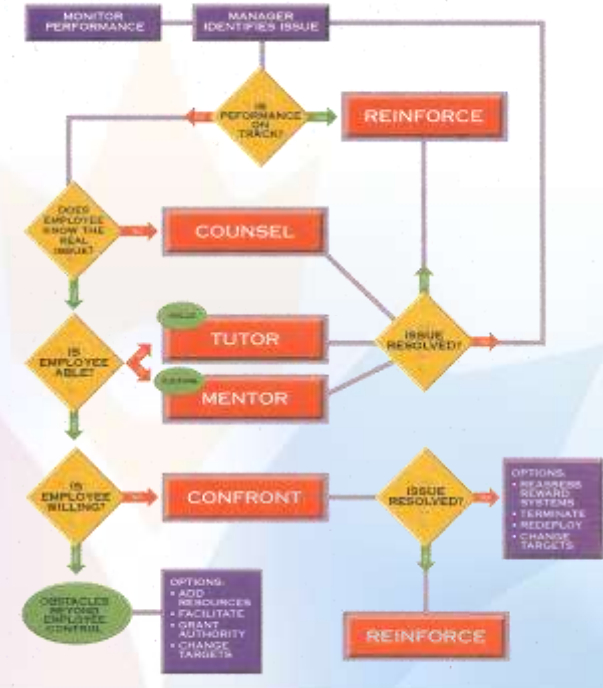 MONITOR
PERFORMANCE
MANAGER
IDENTIFIES ISSUE
IS
PEFORMANCE
ON
TRACK?
REINFORCE
DOES
EMPLOYEE
KNOW THE
REAL
ISSUE?
COUNSEL
TUTOR
IS
EMPLOYEE
ABLE?
MENTOR
ISSUE
RESOLVED?
IS
EMPLOYEE
WILLING?
CONFRONT
ISSUE
RESOLVED?
OPTIONS:
• REASSESS
REWARD
SYSTEMS
• TERMINATE
• REDEPLOY
• CHANGE
TARGETS
OBSTACLES
BEYOND
EMPLOYEE
CONTROL
OPTIONS:
• ADD
RESOURCES
• FACILITATE
• GRANT
AUTHORITY
• CHANGE
TARGETS
REINFORCE